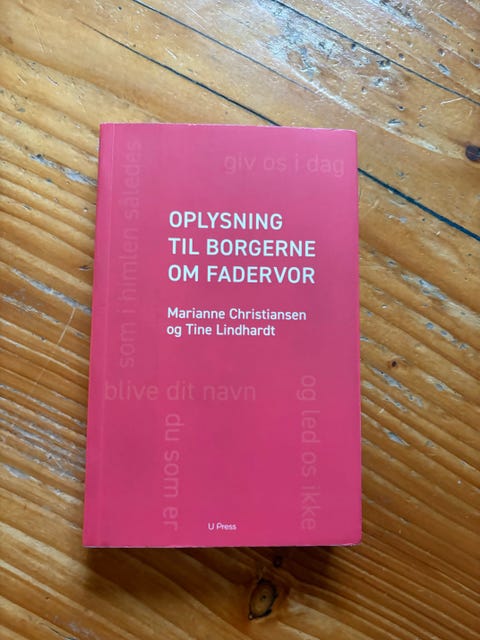 giv os i dag
som i himlen således
OPLYSNING
TIL BORGERNE
OM FADERVOR
Marianne Christiansen
og Tine Lindhardt
blive dit navn
du som er
og led os ikke
U Press